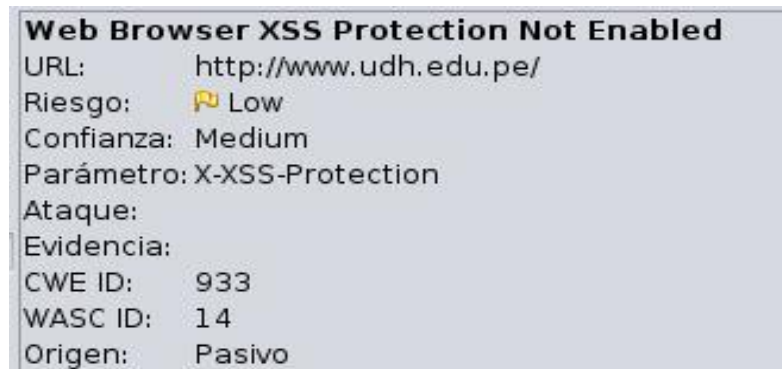 Web Browser XSS Protection Not Enabled
URL: http://www.udh.edu.pe/
Riesgo: Low
Confianza: Medium
Parámetro: X-XSS-Protection
Ataque:
Evidencia:
CWE ID: 933
WASC ID: 14
Origen: Pasivo